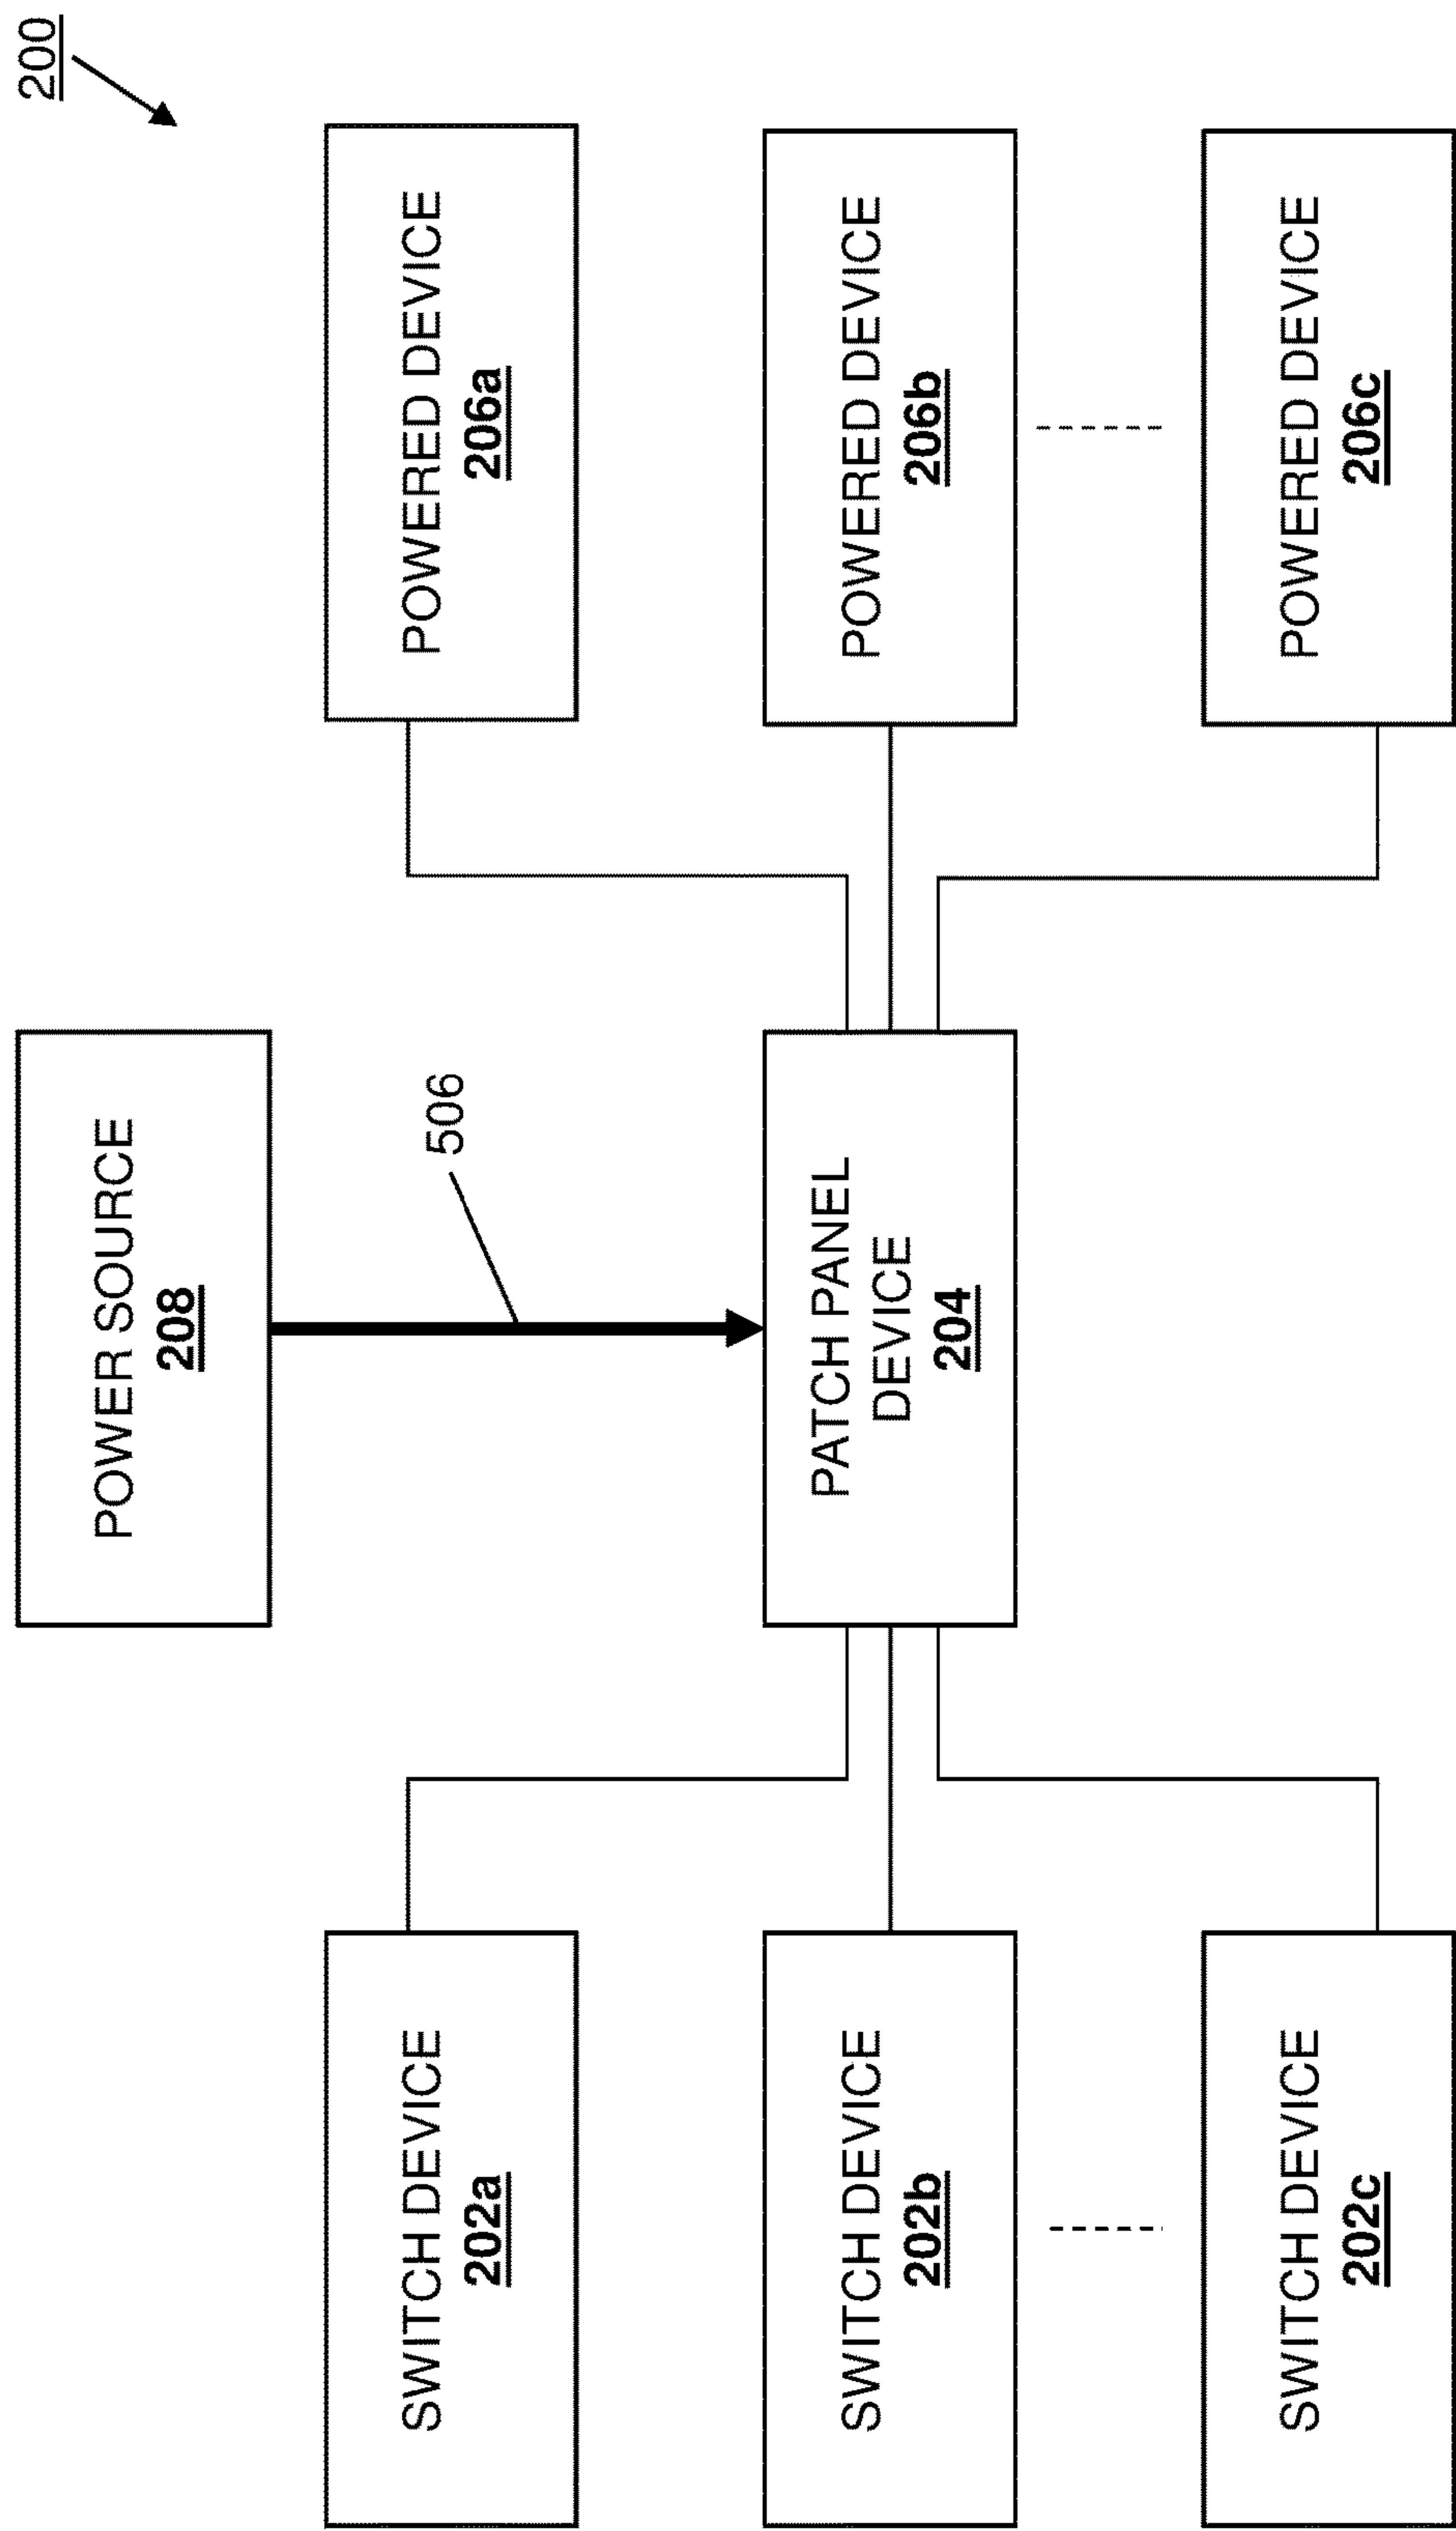 200
POWER SOURCE
208
506
SWITCH DEVICE
202a
POWERED DEVICE
206a
SWITCH DEVICE
202b
PATCH PANEL
DEVICE
204
POWERED DEVICE
206b
SWITCH DEVICE
202c
POWERED DEVICE
206c